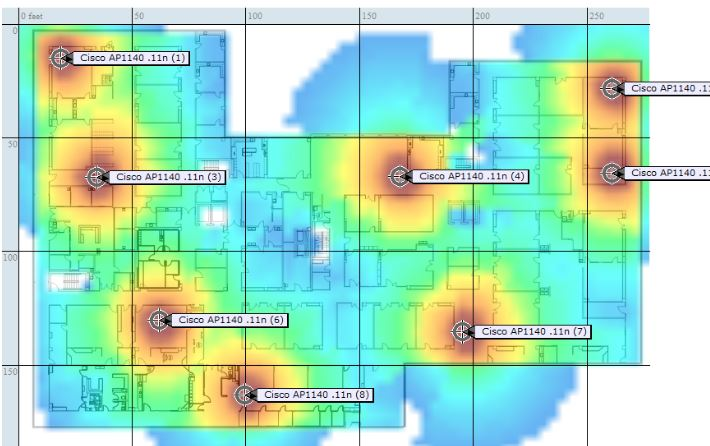 0 feet
50
100
150
200
250
0
Cisco AP1140 .11n (1)
Cisco AP1140 .11
50
Cisco AP1140 .11n (3)
Cisco AP1140 .11n (4)
Cisco AP1140 .11
100
Cisco AP1140 .11n (6)
Cisco AP1140 .11n (7)
150
Cisco AP1140 .11n (8)